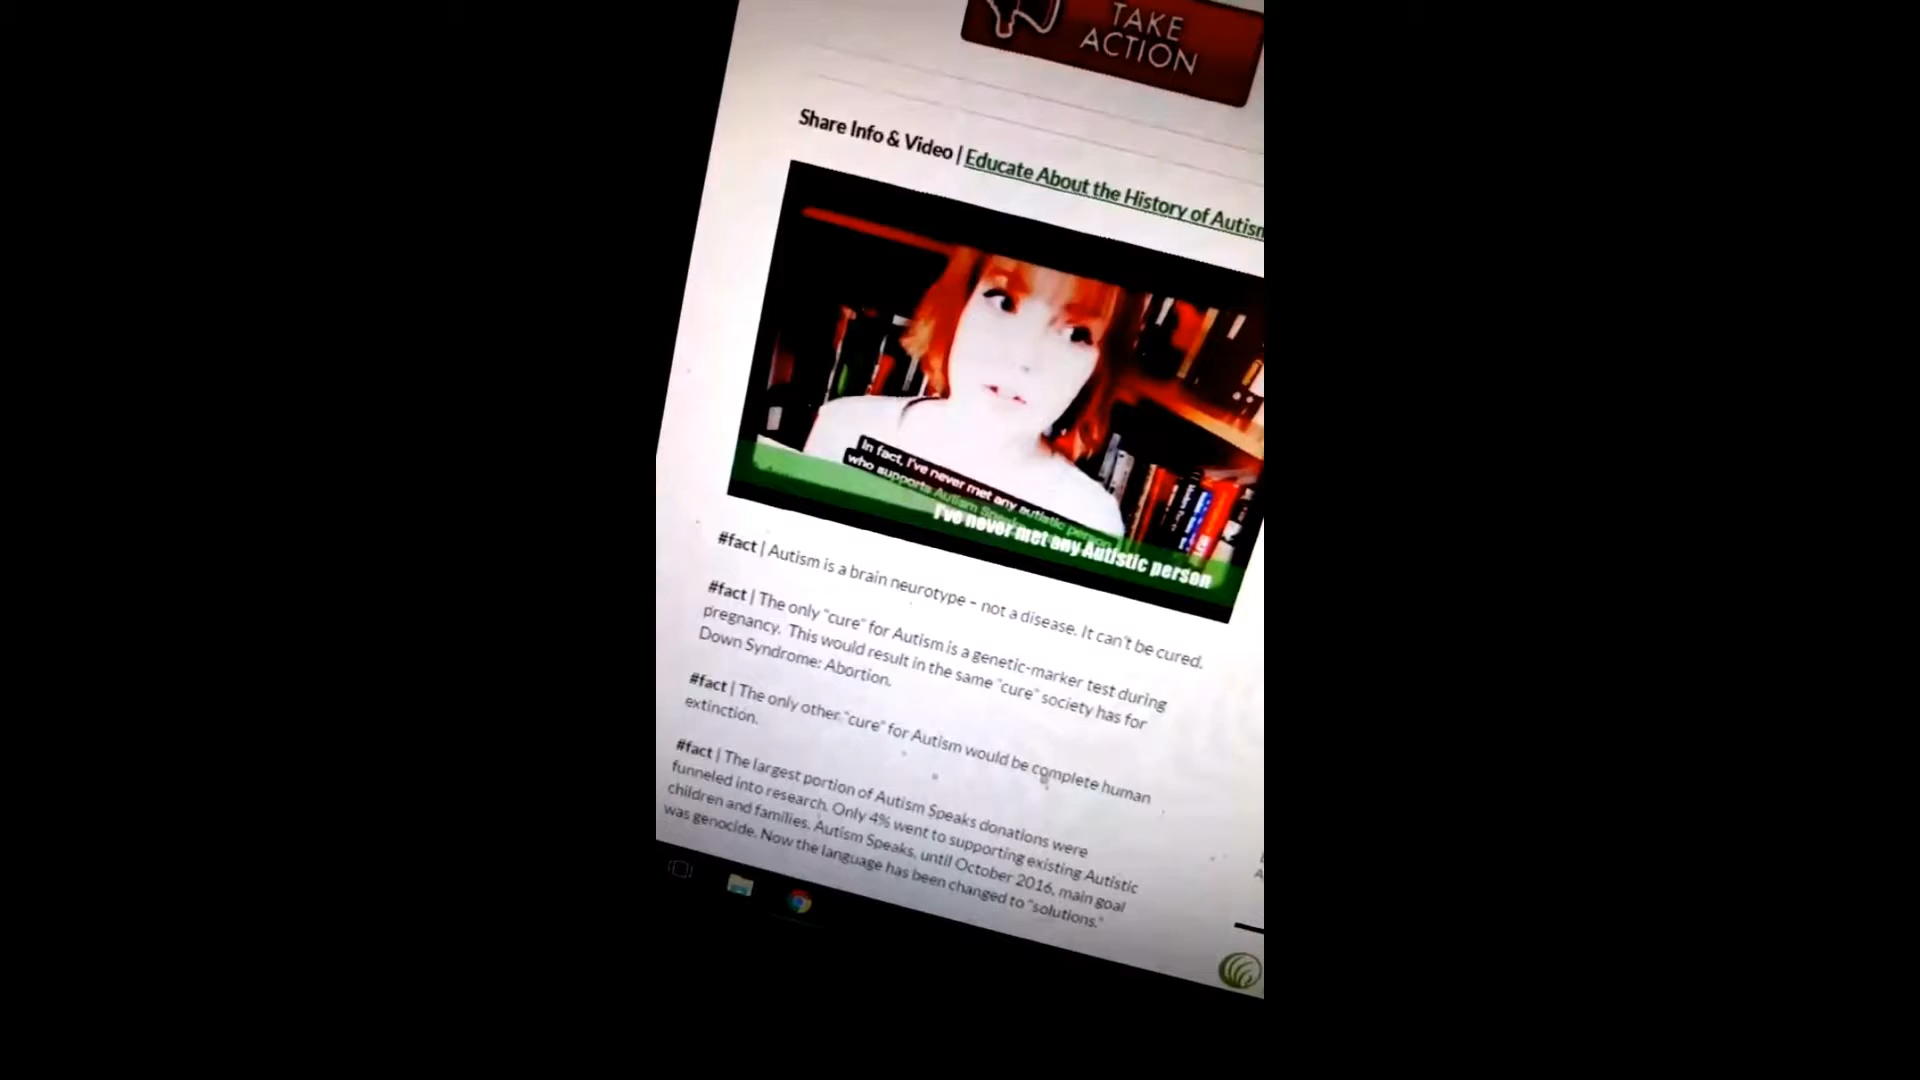 TAKE
ACTION
Share Info & Video | Educate About the History of Autism
In fact, I've never met any autistic person
who supports Autism
I've never met any Autistic person
#fact | Autism is a brain neurotype – not a disease. It can't be cured.
#fact | The only "cure" for Autism is a genetic-marker test during
pregnancy. This would result in the same "cure" society has for
Down Syndrome: Abortion.
#fact | The only other "cure" for Autism would be complete human
extinction.
#fact | The largest portion of Autism Speaks donations were
funneled into research. Only 4% went to supporting existing Autistic
children and families. Autism Speaks, until October 2016, main goal
was genocide. Now the language has been changed to "solutions."